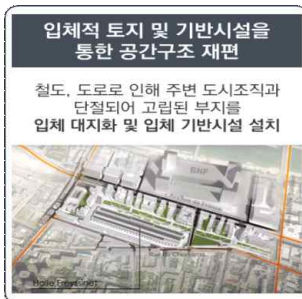 입체적 토지 및 기반시설을
통한 공간구조 재편
철도, 도로로 인해 주변 도시조직과
단절되어 고립된 부지를
입체 대지화 및 입체 기반시설 설치
BNF
Halle Freyssinet